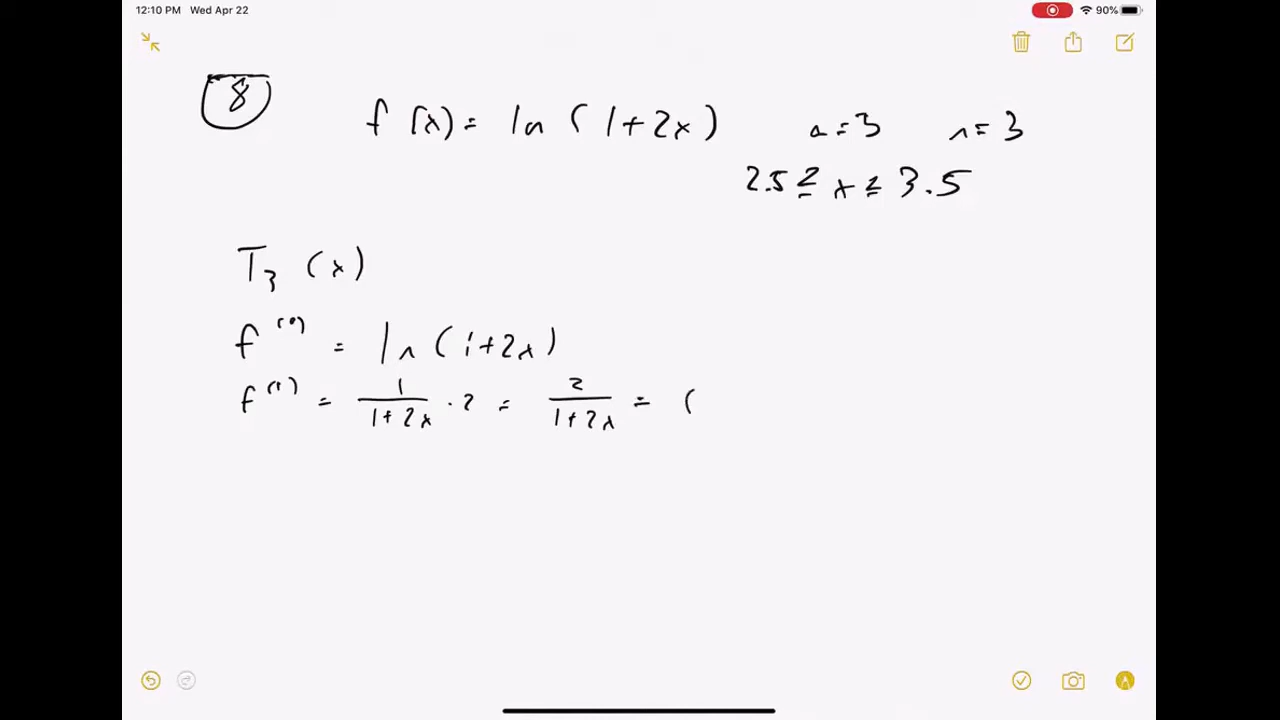 12:10 PM Wed Apr 22 90%
8 f(x) = ln(1+2x) a=3 n=3
2.5 ≤ x ≤ 3.5
T₃(x)
f⁽⁰⁾ = ln(1+2x)
f⁽¹⁾ = 1/(1+2x) · 2 = 2/(1+2x) = (